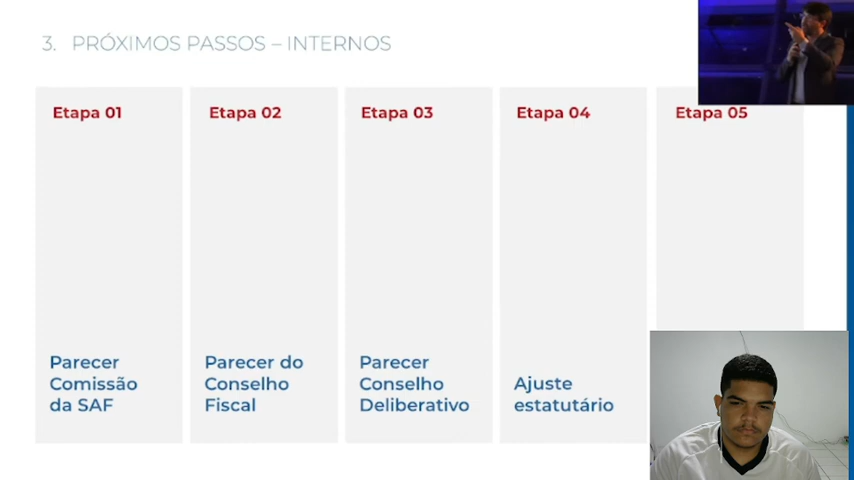 3. PRÓXIMOS PASSOS – INTERNOS
Etapa 01
Etapa 02
Etapa 03
Etapa 04
Etapa 05
Parecer
Comissão
da SAF
Parecer do
Conselho
Fiscal
Parecer
Conselho
Deliberativo
Ajuste
estatutário